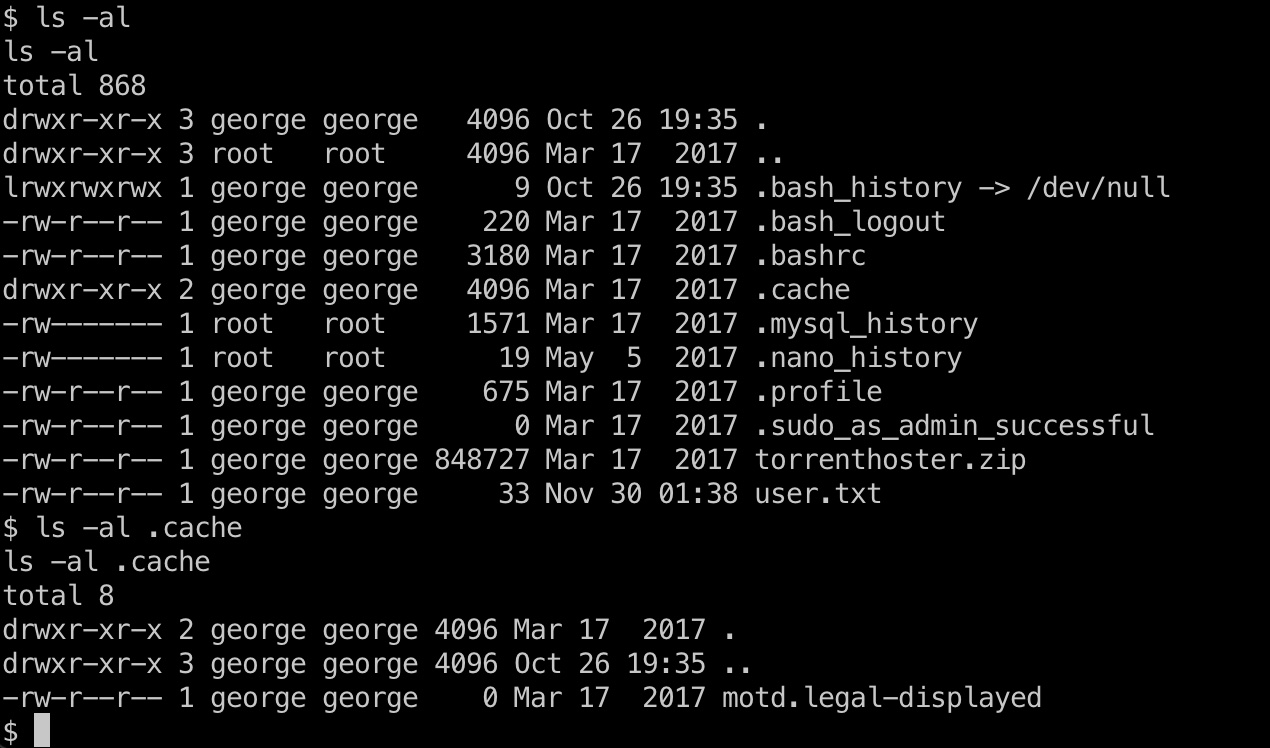 $ ls -al
ls -al
total 868
drwxr-xr-x 3 george george   4096 Oct 26 19:35 .
drwxr-xr-x 3 root   root     4096 Mar 17  2017 ..
lrwxrwxrwx 1 george george      9 Oct 26 19:35 .bash_history -> /dev/null
-rw-r--r-- 1 george george    220 Mar 17  2017 .bash_logout
-rw-r--r-- 1 george george   3180 Mar 17  2017 .bashrc
drwxr-xr-x 2 george george   4096 Mar 17  2017 .cache
-rw------- 1 root   root     1571 Mar 17  2017 .mysql_history
-rw------- 1 root   root       19 May  5  2017 .nano_history
-rw-r--r-- 1 george george    675 Mar 17  2017 .profile
-rw-r--r-- 1 george george      0 Mar 17  2017 .sudo_as_admin_successful
-rw-r--r-- 1 george george 848727 Mar 17  2017 torrenthoster.zip
-rw-r--r-- 1 george george     33 Nov 30 01:38 user.txt
$ ls -al .cache
ls -al .cache
total 8
drwxr-xr-x 2 george george 4096 Mar 17  2017 .
drwxr-xr-x 3 george george 4096 Oct 26 19:35 ..
-rw-r--r-- 1 george george    0 Mar 17  2017 motd.legal-displayed
$